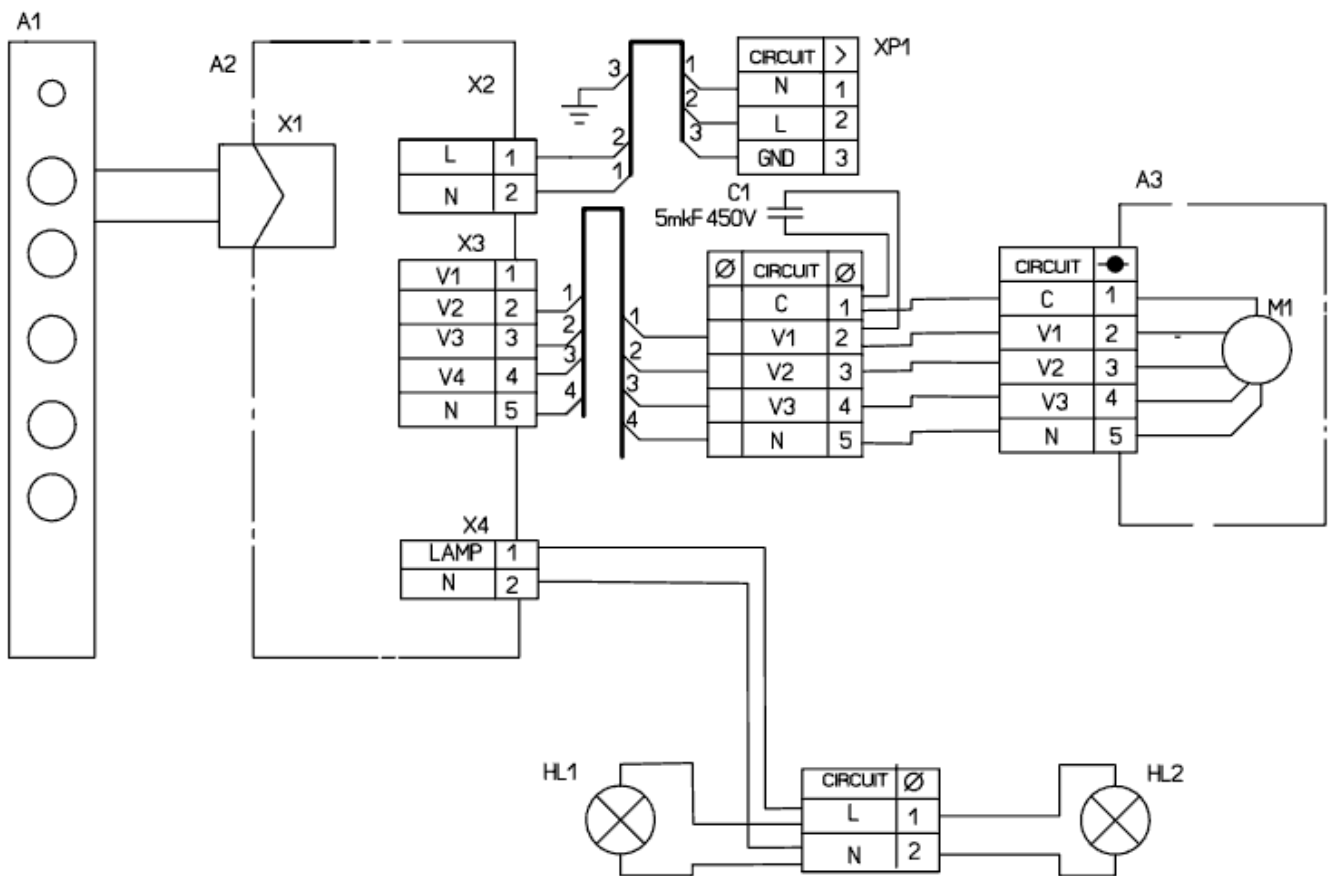 A1
A2
X1
X2
L 1
N 2
3
2
1
1
2
3
CIRCUIT >
N 1
L 2
GND 3
XP1
X3
V1 1
V2 2
V3 3
V4 4
N 5
1
2
3
4
1
2
3
4
C1
5mkF 450V
Ø CIRCUIT Ø
C 1
V1 2
V2 3
V3 4
N 5
A3
CIRCUIT
C 1
V1 2
V2 3
V3 4
N 5
M1
X4
LAMP 1
N 2
HL1
CIRCUIT Ø
L 1
N 2
HL2